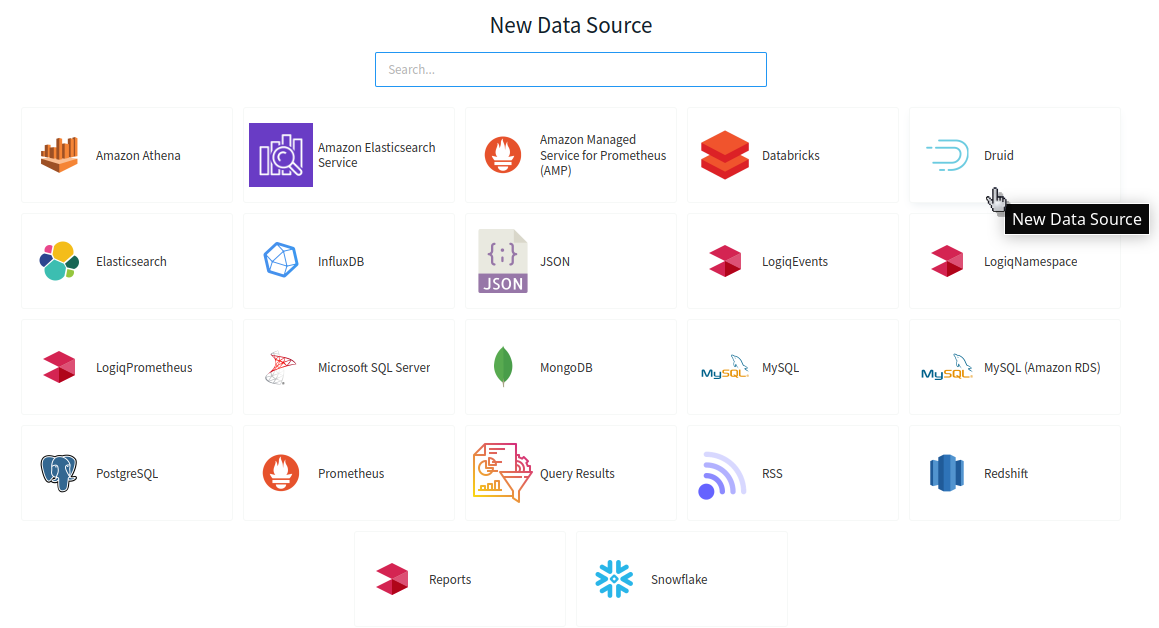 New Data Source
Search...
Amazon Athena
Amazon Elasticsearch
Service
Amazon Managed
Service for Prometheus
(AMP)
Databricks
Druid
New Data Source
Elasticsearch
InfluxDB
{;}
JSON
JSON
LogiqEvents
LogiqNamespace
LogiqPrometheus
Microsoft SQL Server
MongoDB
MySQL
MySQL
MySQL
MySQL (Amazon RDS)
PostgreSQL
Prometheus
Query Results
RSS
Redshift
Reports
Snowflake